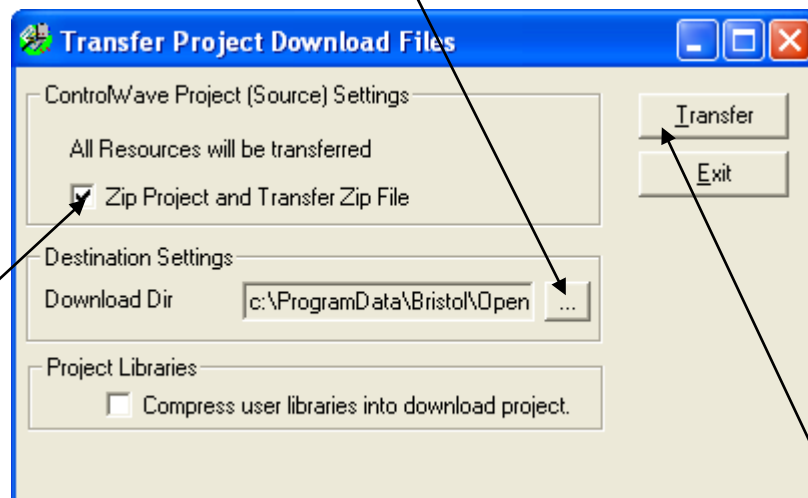 Transfer Project Download Files
ControlWave Project (Source) Settings
All Resources will be transferred
Zip Project and Transfer Zip File
Transfer
Exit
Destination Settings
Download Dir
c:\ProgramData\Bristol\Open
...
Project Libraries
Compress user libraries into download project.